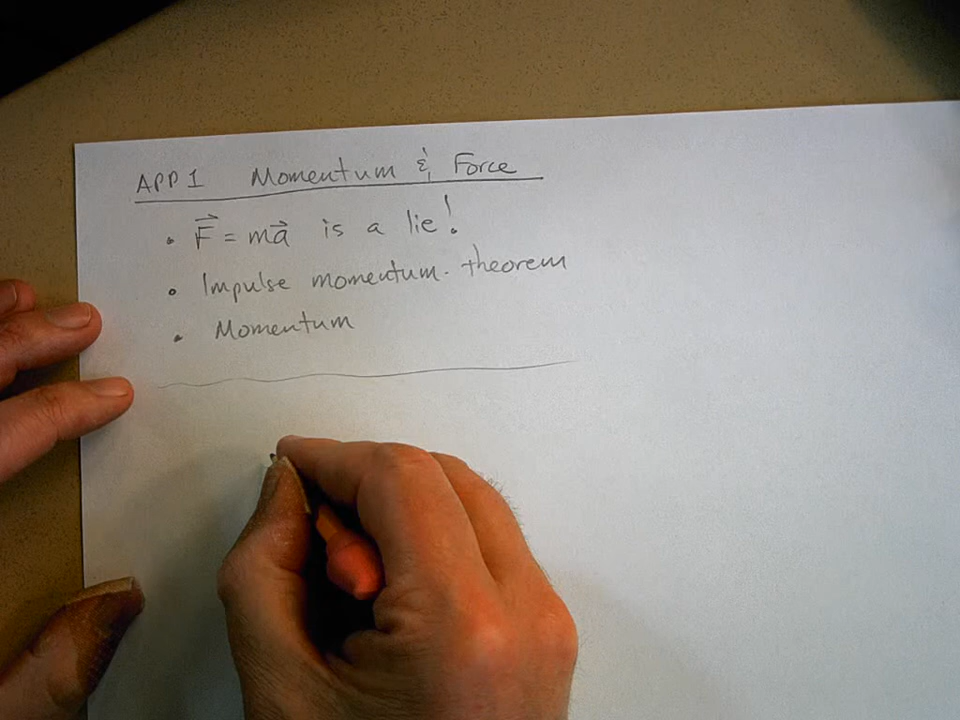 APP 1 Momentum & Force
• F⃗ = ma⃗ is a lie!
• Impulse momentum. theorem
• Momentum